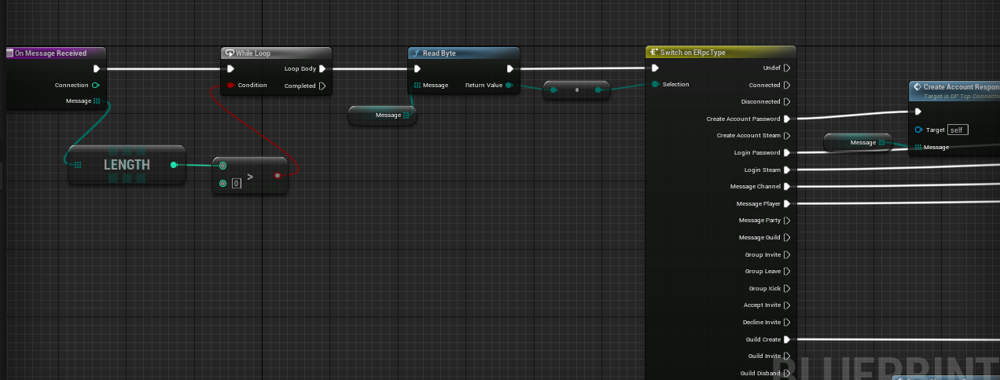 On Message Received
Connection
Message
LENGTH
0
>
While Loop
Loop Body
Condition
Completed
f Read Byte
Message
Return Value
Message
Switch on ERpcType
Selection
Undef
Connected
Disconnected
Create Account Password
Create Account Steam
Login Password
Login Steam
Message Channel
Message Player
Message Party
Message Guild
Group Invite
Group Leave
Group Kick
Accept Invite
Decline Invite
Guild Create
Guild Invite
Guild Disband
Message
Create Account Respon
Target is DF Tcp Connectio
Target self
Message
BLUEPRINT